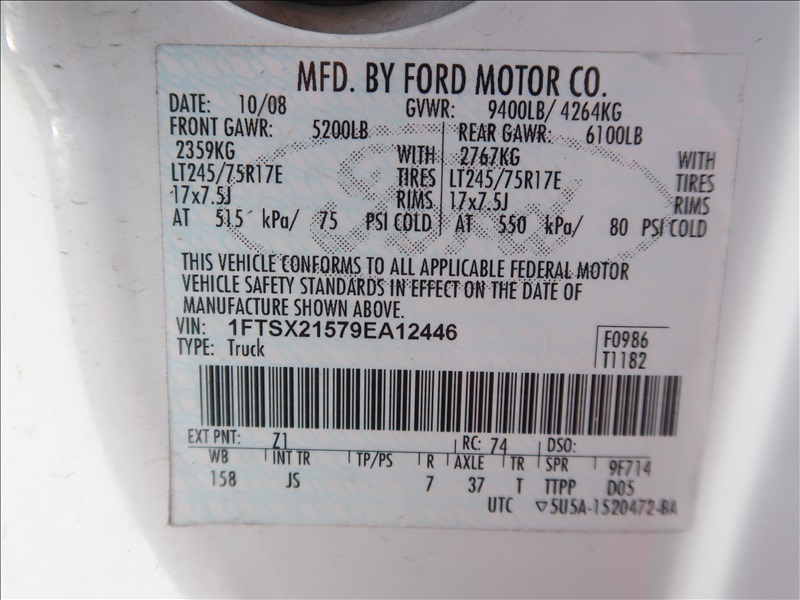 MFD. BY FORD MOTOR CO.
DATE: 10/08 GVWR: 9400LB/ 4264KG
FRONT GAWR: 5200LB REAR GAWR: 6100LB
2359KG WITH 2767KG WITH
LT245/75R17E TIRES LT245/75R17E TIRES
17x7.5J RIMS 17x7.5J RIMS
AT 515 kPa/ 75 PSI COLD AT 550 kPa/ 80 PSI COLD
THIS VEHICLE CONFORMS TO ALL APPLICABLE FEDERAL MOTOR
VEHICLE SAFETY STANDARDS IN EFFECT ON THE DATE OF
MANUFACTURE SHOWN ABOVE.
VIN: 1FTSX21579EA12446 F0986
TYPE: Truck T1182
EXT PNT: Z1 RC: 74 DSO:
WB INT TR TP/PS R AXLE TR SPR 9F714
158 JS 7 37 T TTPP D05
UTC ▽5U5A-1520472-BA